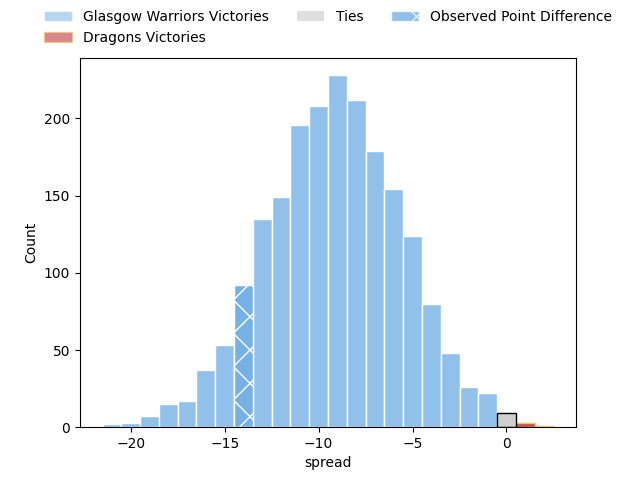 Glasgow Warriors Victories Ties Observed Point Difference
Dragons Victories
200
150
100
50
0
Count
−20 −15 −10 −5 0
spread